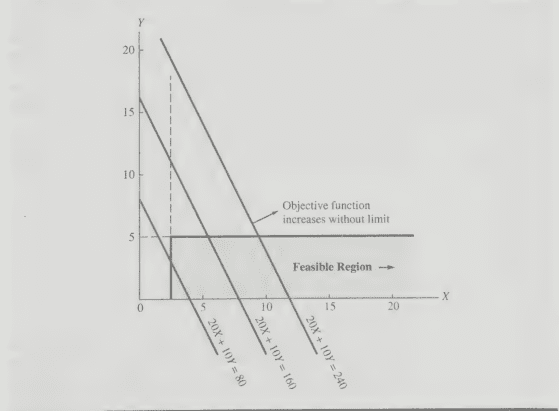 Y
20
15
10
5
0
5
10
15
20
X
Objective function
increases without limit
Feasible Region
20X + 10Y = 80
20X + 10Y = 160
20X + 10Y = 240